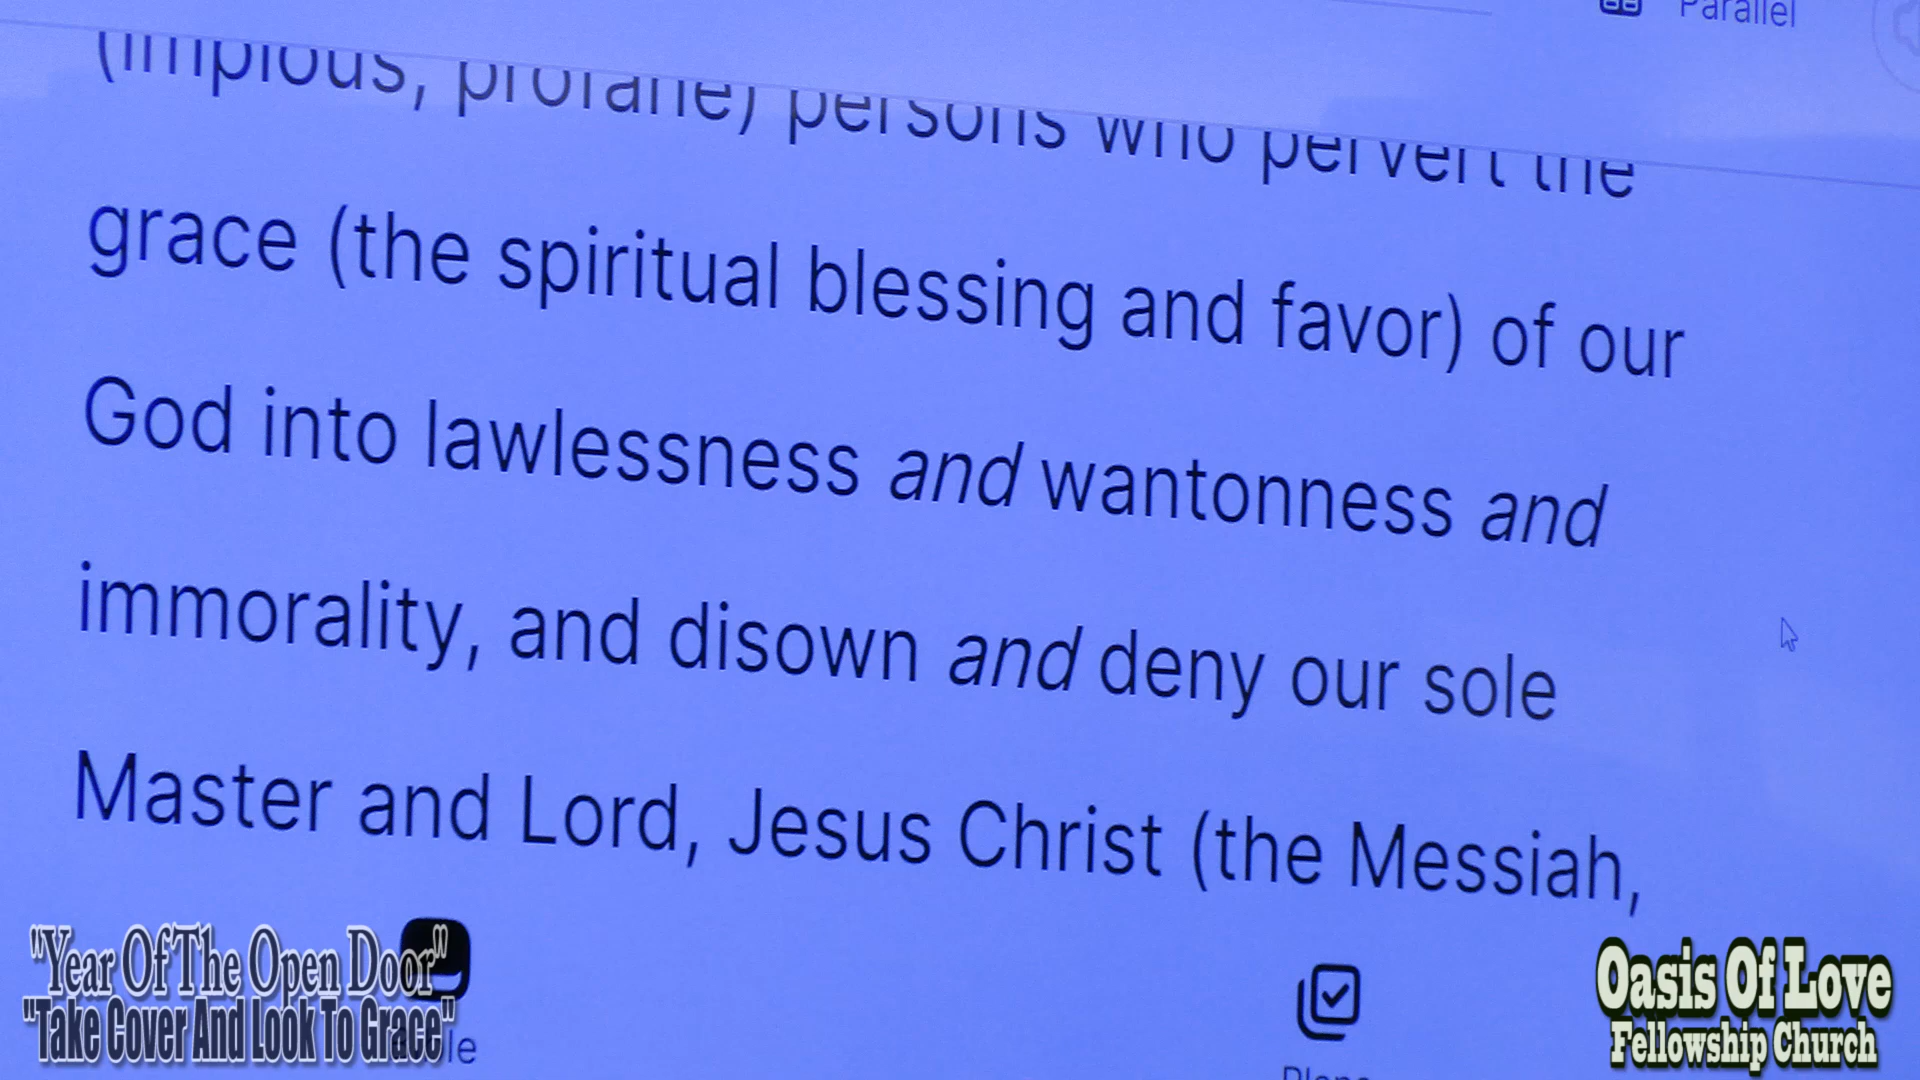 Parallel
(impious, profane) persons who pervert the
grace (the spiritual blessing and favor) of our
God into lawlessness and wantonness and
immorality, and disown and deny our sole
Master and Lord, Jesus Christ (the Messiah,
"Year Of The Open Door"
"Take Cover And Look To Grace"
Oasis Of Love
Fellowship Church